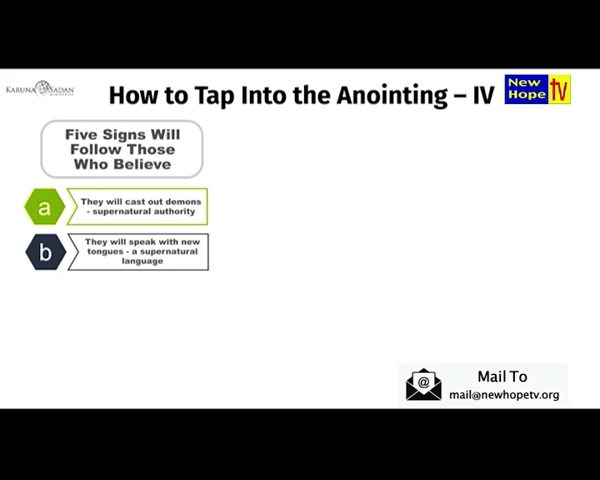 KARUNA SADAN
MINISTRIES
How to Tap Into the Anointing – IV
New
Hope
TV
Five Signs Will
Follow Those
Who Believe
a
They will cast out demons
- supernatural authority
b
They will speak with new
tongues - a supernatural
language
@
Mail To
mail@newhopetv.org